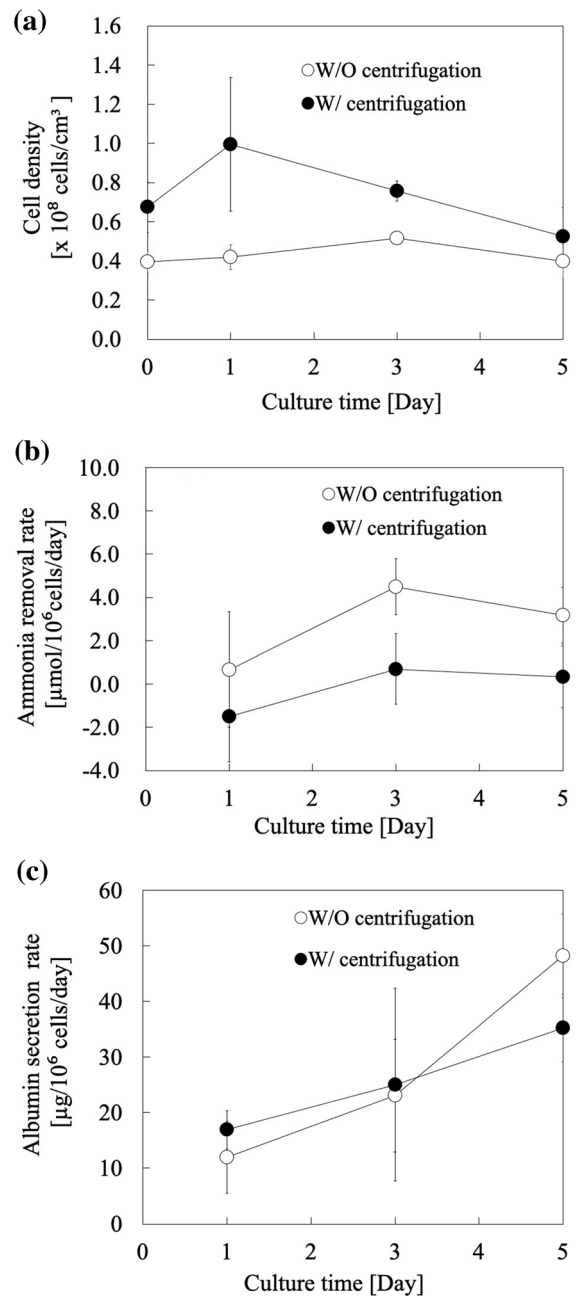 (a)
1.6
1.4
1.2
1.0
0.8
0.6
0.4
0.2
0.0
Cell density
[x 10⁸ cells/cm³ ]
W/O centrifugation
W/ centrifugation
0 1 2 3 4 5
Culture time [Day]
(b)
10.0
8.0
6.0
4.0
2.0
0.0
-2.0
-4.0
Ammonia removal rate
[µmol/10⁶cells/day]
W/O centrifugation
W/ centrifugation
0 1 2 3 4 5
Culture time [Day]
(c)
60
50
40
30
20
10
0
Albumin secretion rate
[µg/10⁶ cells/day]
W/O centrifugation
W/ centrifugation
0 1 2 3 4 5
Culture time [Day]